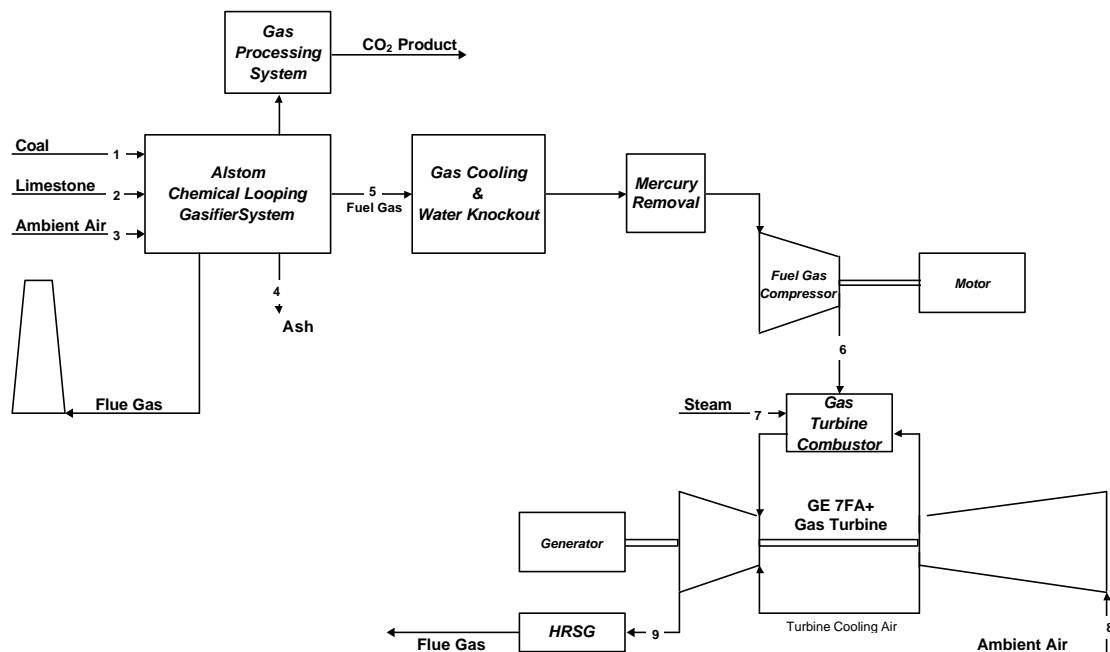 Gas
Processing
System
CO₂ Product
Coal
1
Limestone
2
Ambient Air
3
Alstom
Chemical Looping
GasifierSystem
5
Fuel Gas
Gas Cooling
&
Water Knockout
Mercury
Removal
Fuel Gas
Compressor
Motor
4
Ash
6
Flue Gas
Steam
7
Gas
Turbine
Combustor
GE 7FA+
Gas Turbine
Generator
HRSG
9
Flue Gas
Turbine Cooling Air
Ambient Air
8